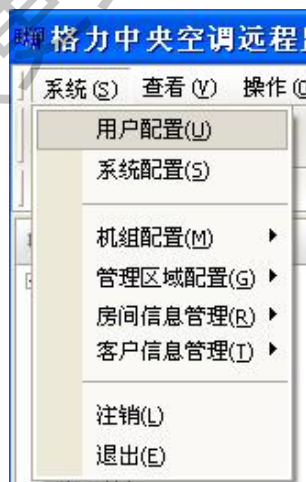 格力中央空调远程
系统(S) 查看(V) 操作(
用户配置(U)
系统配置(S)
机组配置(M)
管理区域配置(G)
房间信息管理(R)
客户信息管理(T)
注销(L)
退出(E)